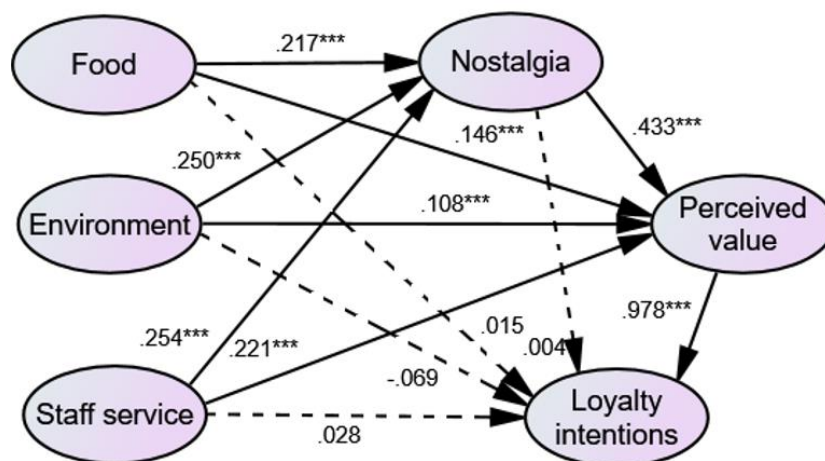 .217***
Food
Nostalgia
.146***
.433***
.250***
Environment
.108***
Perceived
value
.978***
.254***
.221***
.015
.004
-.069
Staff service
Loyalty
intentions
.028